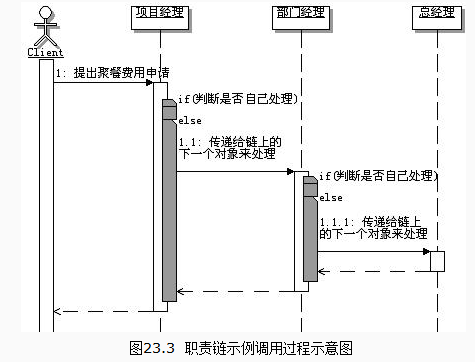 项目经理
部门经理
总经理
Client
1: 提出聚餐费用申请
if(判断是否自己处理)
else
1.1: 传递给链上的
下一个对象来处理
if(判断是否自己处理)
else
1.1.1: 传递给链上
的下一个对象来处理
图23.3 职责链示例调用过程示意图